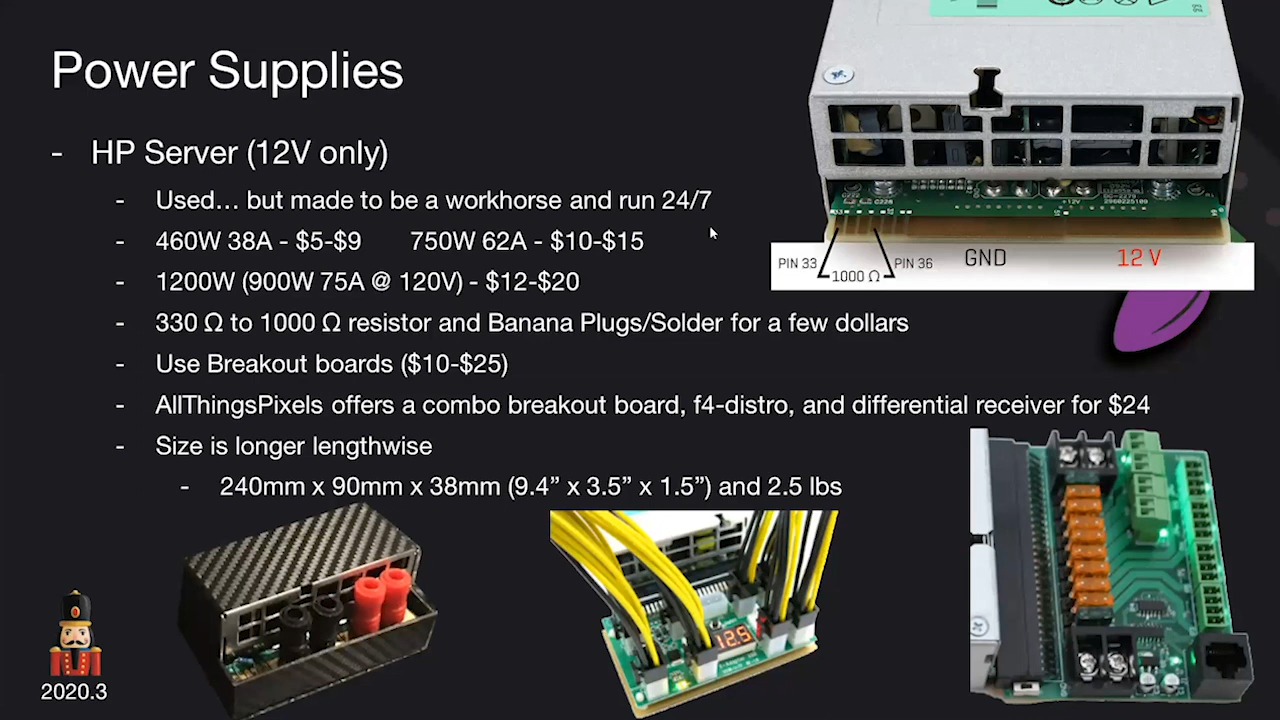 Power Supplies
- HP Server (12V only)
- Used… but made to be a workhorse and run 24/7
- 460W 38A - $5-$9 750W 62A - $10-$15
- 1200W (900W 75A @ 120V) - $12-$20
- 330 Ω to 1000 Ω resistor and Banana Plugs/Solder for a few dollars
- Use Breakout boards ($10-$25)
- AllThingsPixels offers a combo breakout board, f4-distro, and differential receiver for $24
- Size is longer lengthwise
- 240mm x 90mm x 38mm (9.4” x 3.5” x 1.5”) and 2.5 lbs
+12V
PIN 33
1000 Ω
PIN 36
GND
12 V
12.5
2020.3